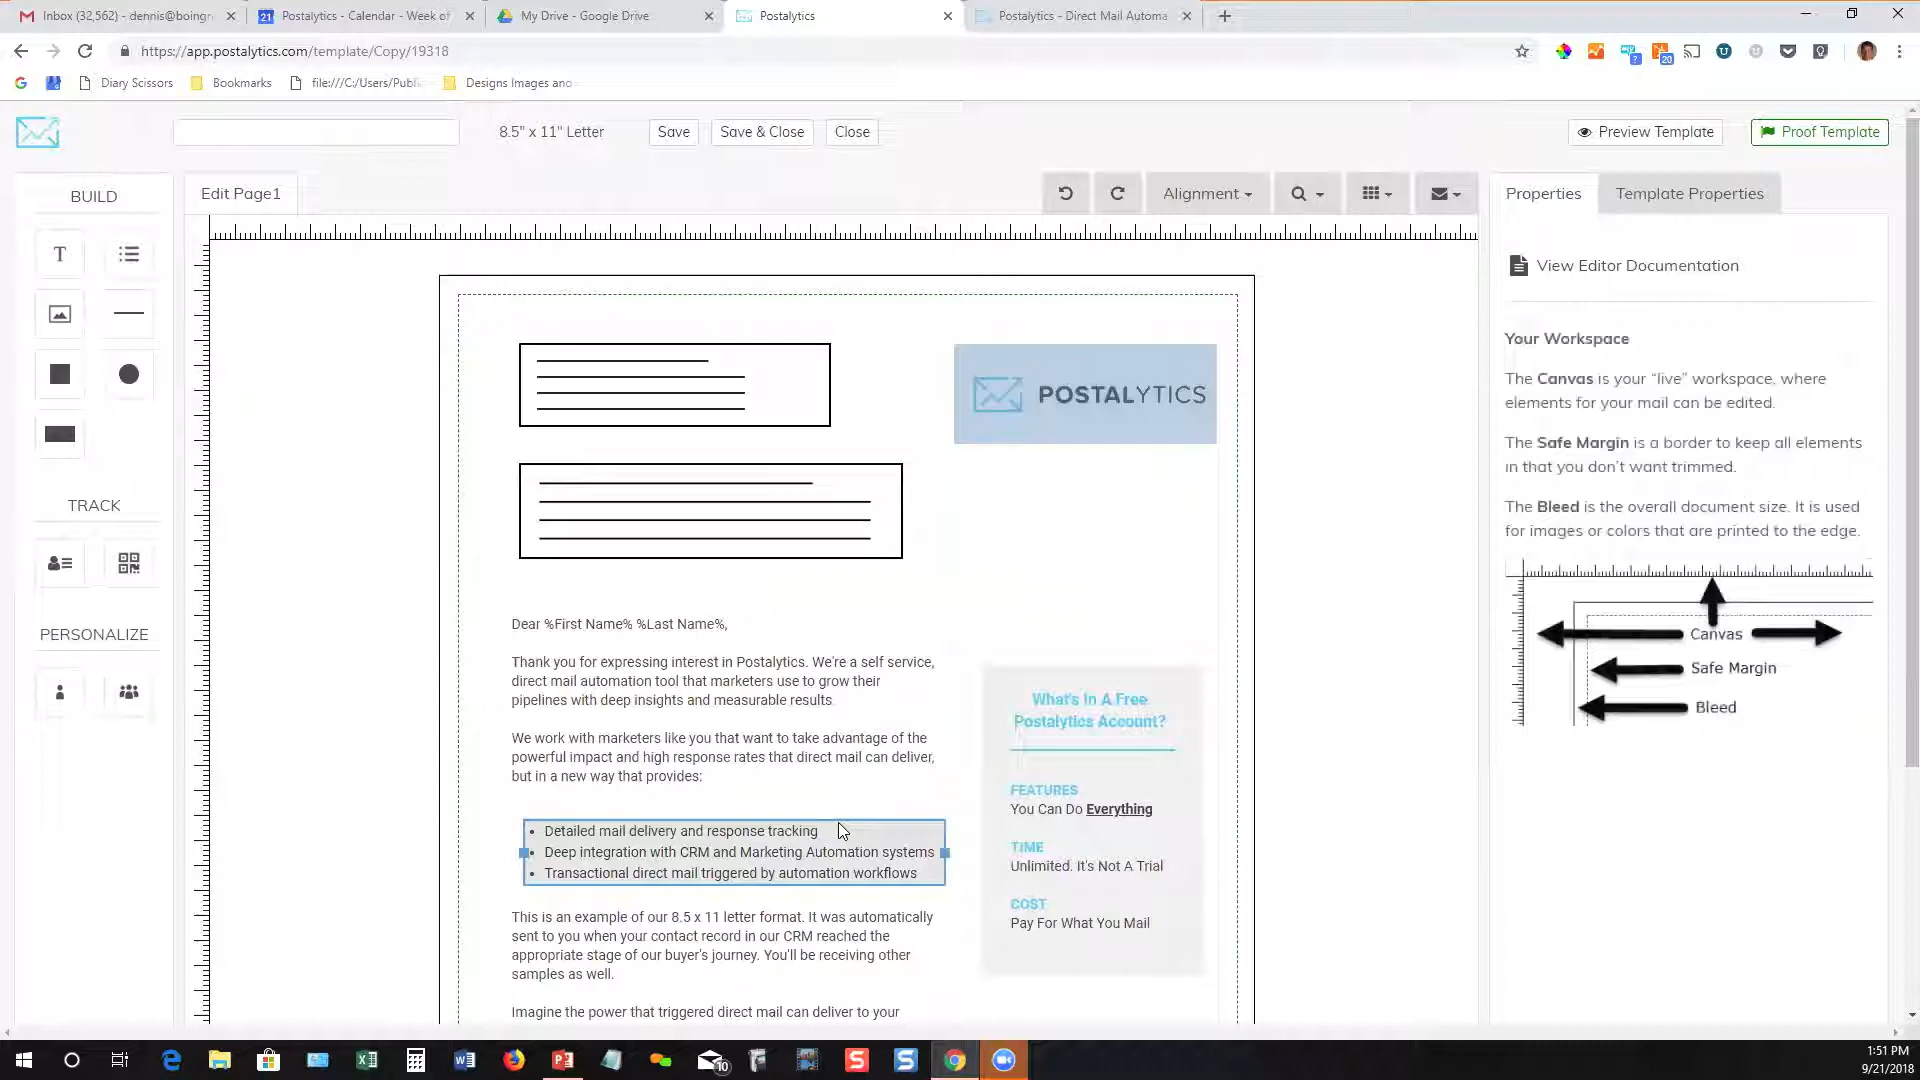 Inbox (32,562) - dennis@boingr
Postalytics - Calendar - Week of
My Drive - Google Drive
Postalytics
Postalytics - Direct Mail Automa
https://app.postalytics.com/template/Copy/19318
Diary Scissors
Bookmarks
file:///C:/Users/Publi
Designs Images and
8.5" x 11" Letter
Save
Save & Close
Close
Preview Template
Proof Template
BUILD
Edit Page1
Alignment
Properties
Template Properties
T
View Editor Documentation
Your Workspace
The Canvas is your “live” workspace, where
elements for your mail can be edited.
The Safe Margin is a border to keep all elements
in that you don’t want trimmed.
The Bleed is the overall document size. It is used
for images or colors that are printed to the edge.
Canvas
Safe Margin
Bleed
TRACK
PERSONALIZE
POSTALYTICS
Dear %First Name% %Last Name%,
Thank you for expressing interest in Postalytics. We're a self service,
direct mail automation tool that marketers use to grow their
pipelines with deep insights and measurable results.
We work with marketers like you that want to take advantage of the
powerful impact and high response rates that direct mail can deliver,
but in a new way that provides:
• Detailed mail delivery and response tracking
• Deep integration with CRM and Marketing Automation systems
• Transactional direct mail triggered by automation workflows
This is an example of our 8.5 x 11 letter format. It was automatically
sent to you when your contact record in our CRM reached the
appropriate stage of our buyer's journey. You'll be receiving other
samples as well.
Imagine the power that triggered direct mail can deliver to your
What's In A Free
Postalytics Account?
FEATURES
You Can Do Everything
TIME
Unlimited. It's Not A Trial
COST
Pay For What You Mail
1:51 PM
9/21/2018